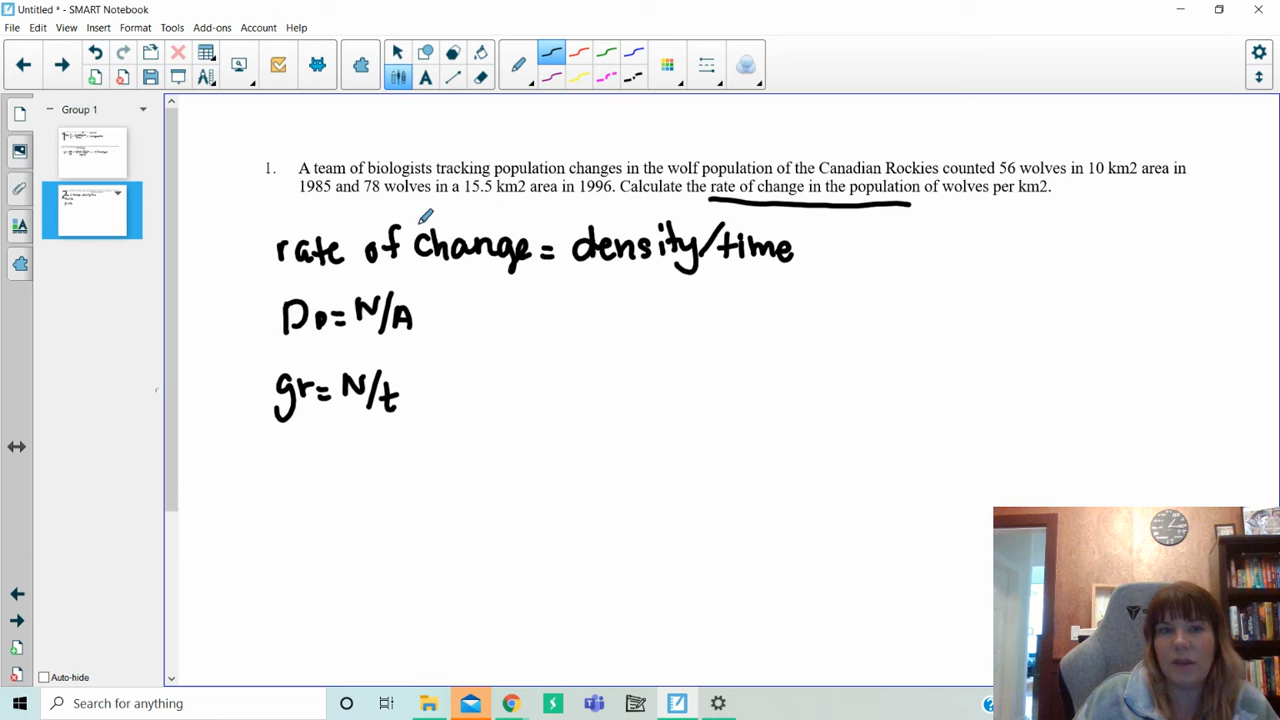 Untitled * - SMART Notebook
File Edit View Insert Format Tools Add-ons Account Help
Group 1
1. A team of biologists tracking population changes in the wolf population of the Canadian Rockies counted 56 wolves in 10 km2 area in
1985 and 78 wolves in a 15.5 km2 area in 1996. Calculate the rate of change in the population of wolves per km2.
rate of change = density/time
Dp = N/A
gr = N/t
Auto-hide
Search for anything